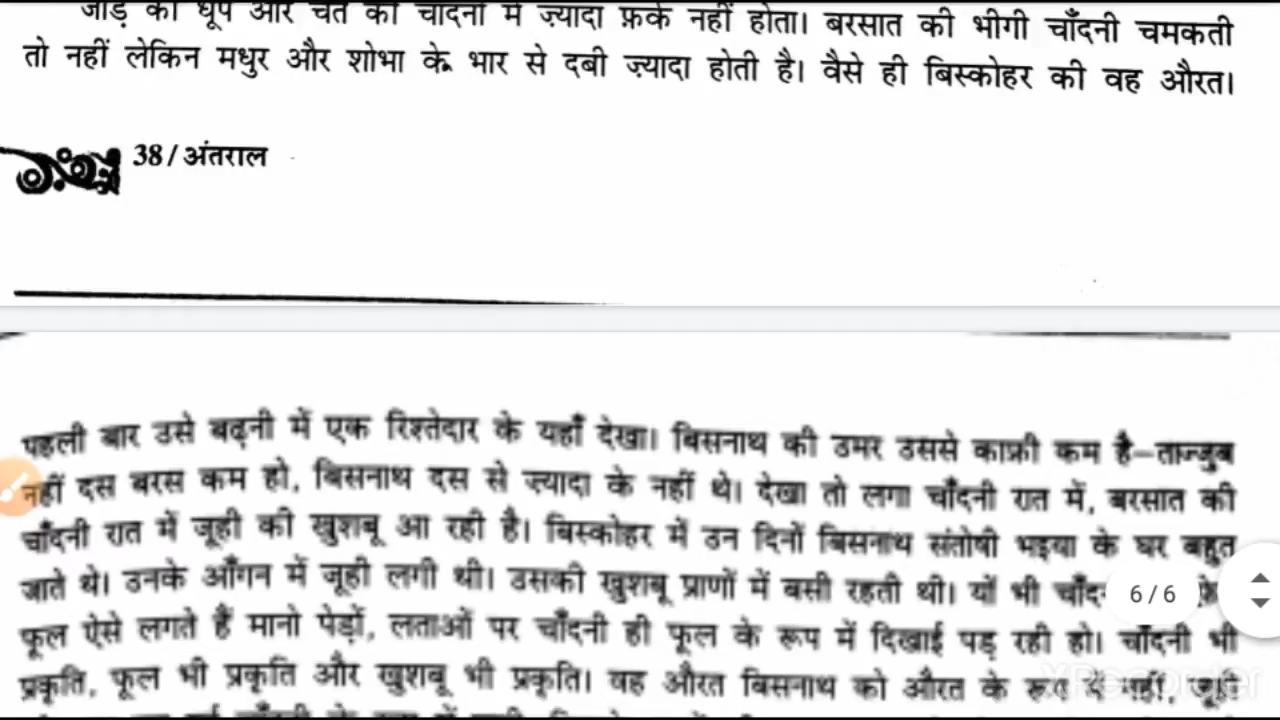 जाड़े की धूप और चैत की चाँदनी में ज़्यादा फ़र्क नहीं होता। बरसात की भीगी चाँदनी चमकती
तो नहीं लेकिन मधुर और शोभा के भार से दबी ज़्यादा होती है। वैसे ही बिस्कोहर की वह औरत।
38/अंतराल
पहली बार उसे बढ़नी में एक रिश्तेदार के यहाँ देखा। बिसनाथ की उमर उससे काफ़ी कम है–ताज्जुब
नहीं दस बरस कम हो, बिसनाथ दस से ज़्यादा के नहीं थे। देखा तो लगा चाँदनी रात में, बरसात की
चाँदनी रात में जूही की खुशबू आ रही है। बिस्कोहर में उन दिनों बिसनाथ संतोषी भइया के घर बहुत
जाते थे। उनके आँगन में जूही लगी थी। उसकी खुशबू प्राणों में बसी रहती थी। यों भी
6/6
फूल ऐसे लगते हैं मानो पेड़ों, लताओं पर चाँदनी ही फूल के रूप में दिखाई पड़ रही हो। चाँदनी भी
प्रकृति, फूल भी प्रकृति और खुशबू भी प्रकृति। वह औरत बिसनाथ को औरत के रूप में नहीं, जूही
XRecorder